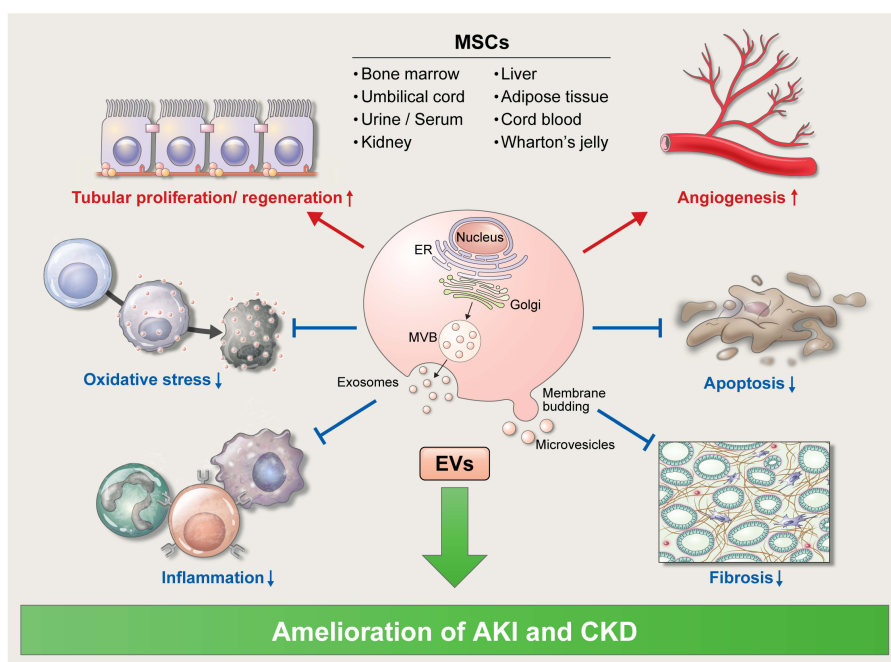 MSCs
• Bone marrow
• Umbilical cord
• Urine / Serum
• Kidney
• Liver
• Adipose tissue
• Cord blood
• Wharton's jelly
Tubular proliferation/ regeneration ↑
Angiogenesis ↑
Nucleus
ER
Golgi
MVB
Exosomes
Membrane
budding
Microvesicles
Oxidative stress ↓
Apoptosis ↓
EVs
Inflammation ↓
Fibrosis ↓
Amelioration of AKI and CKD